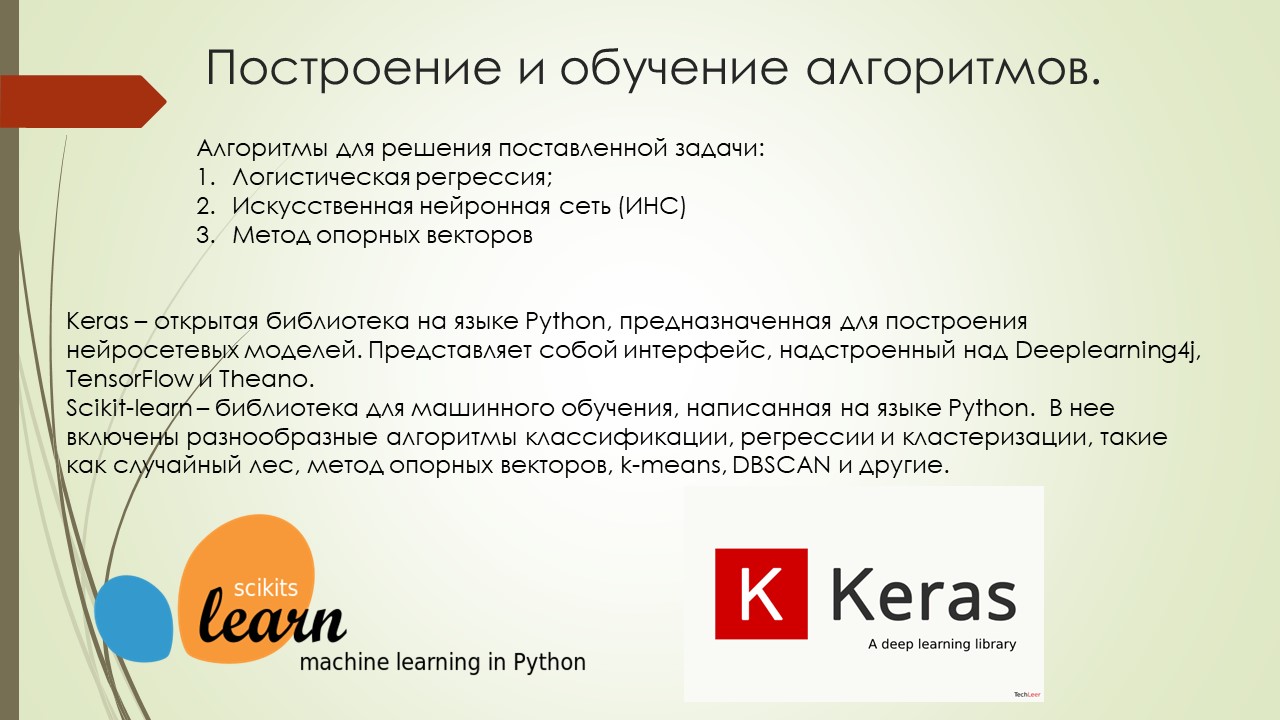 Построение и обучение алгоритмов.
Алгоритмы для решения поставленной задачи:
1. Логистическая регрессия;
2. Искусственная нейронная сеть (ИНС)
3. Метод опорных векторов
Keras – открытая библиотека на языке Python, предназначенная для построения
нейросетевых моделей. Представляет собой интерфейс, надстроенный над Deeplearning4j,
TensorFlow и Theano.
Scikit-learn – библиотека для машинного обучения, написанная на языке Python.  В нее
включены разнообразные алгоритмы классификации, регрессии и кластеризации, такие
как случайный лес, метод опорных векторов, k-means, DBSCAN и другие.
scikits
learn
machine learning in Python
K Keras
A deep learning library
TechLeer